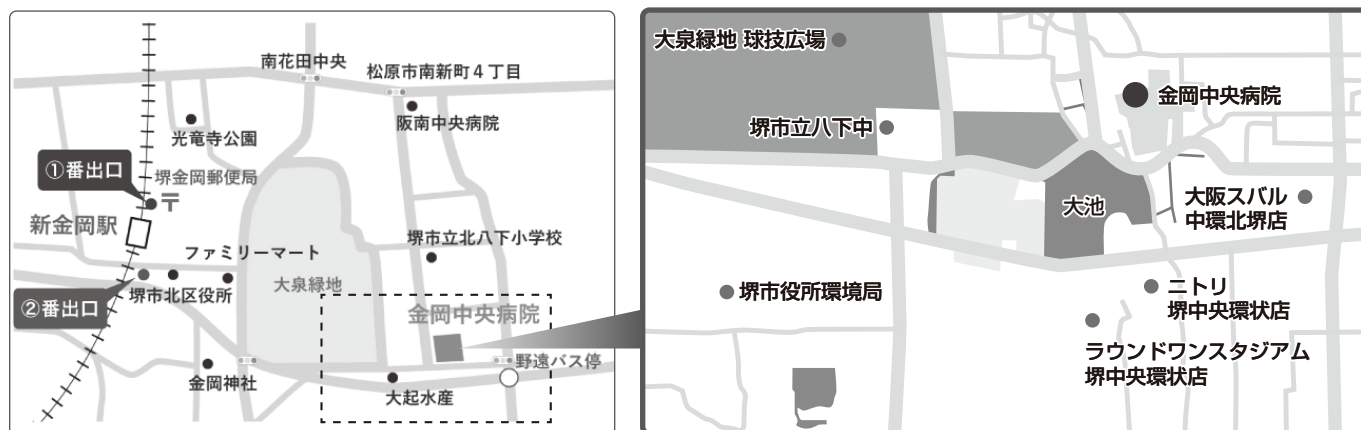 南花田中央
松原市南新町4丁目
光竜寺公園
阪南中央病院
①番出口
堺金岡郵便局
〒
新金岡駅
ファミリーマート
堺市立北八下小学校
②番出口
堺市北区役所
大泉緑地
金岡中央病院
野遠バス停
金岡神社
大起水産
大泉緑地 球技広場
金岡中央病院
堺市立八下中
大池
大阪スバル
中環北堺店
堺市役所環境局
ニトリ
堺中央環状店
ラウンドワンスタジアム
堺中央環状店